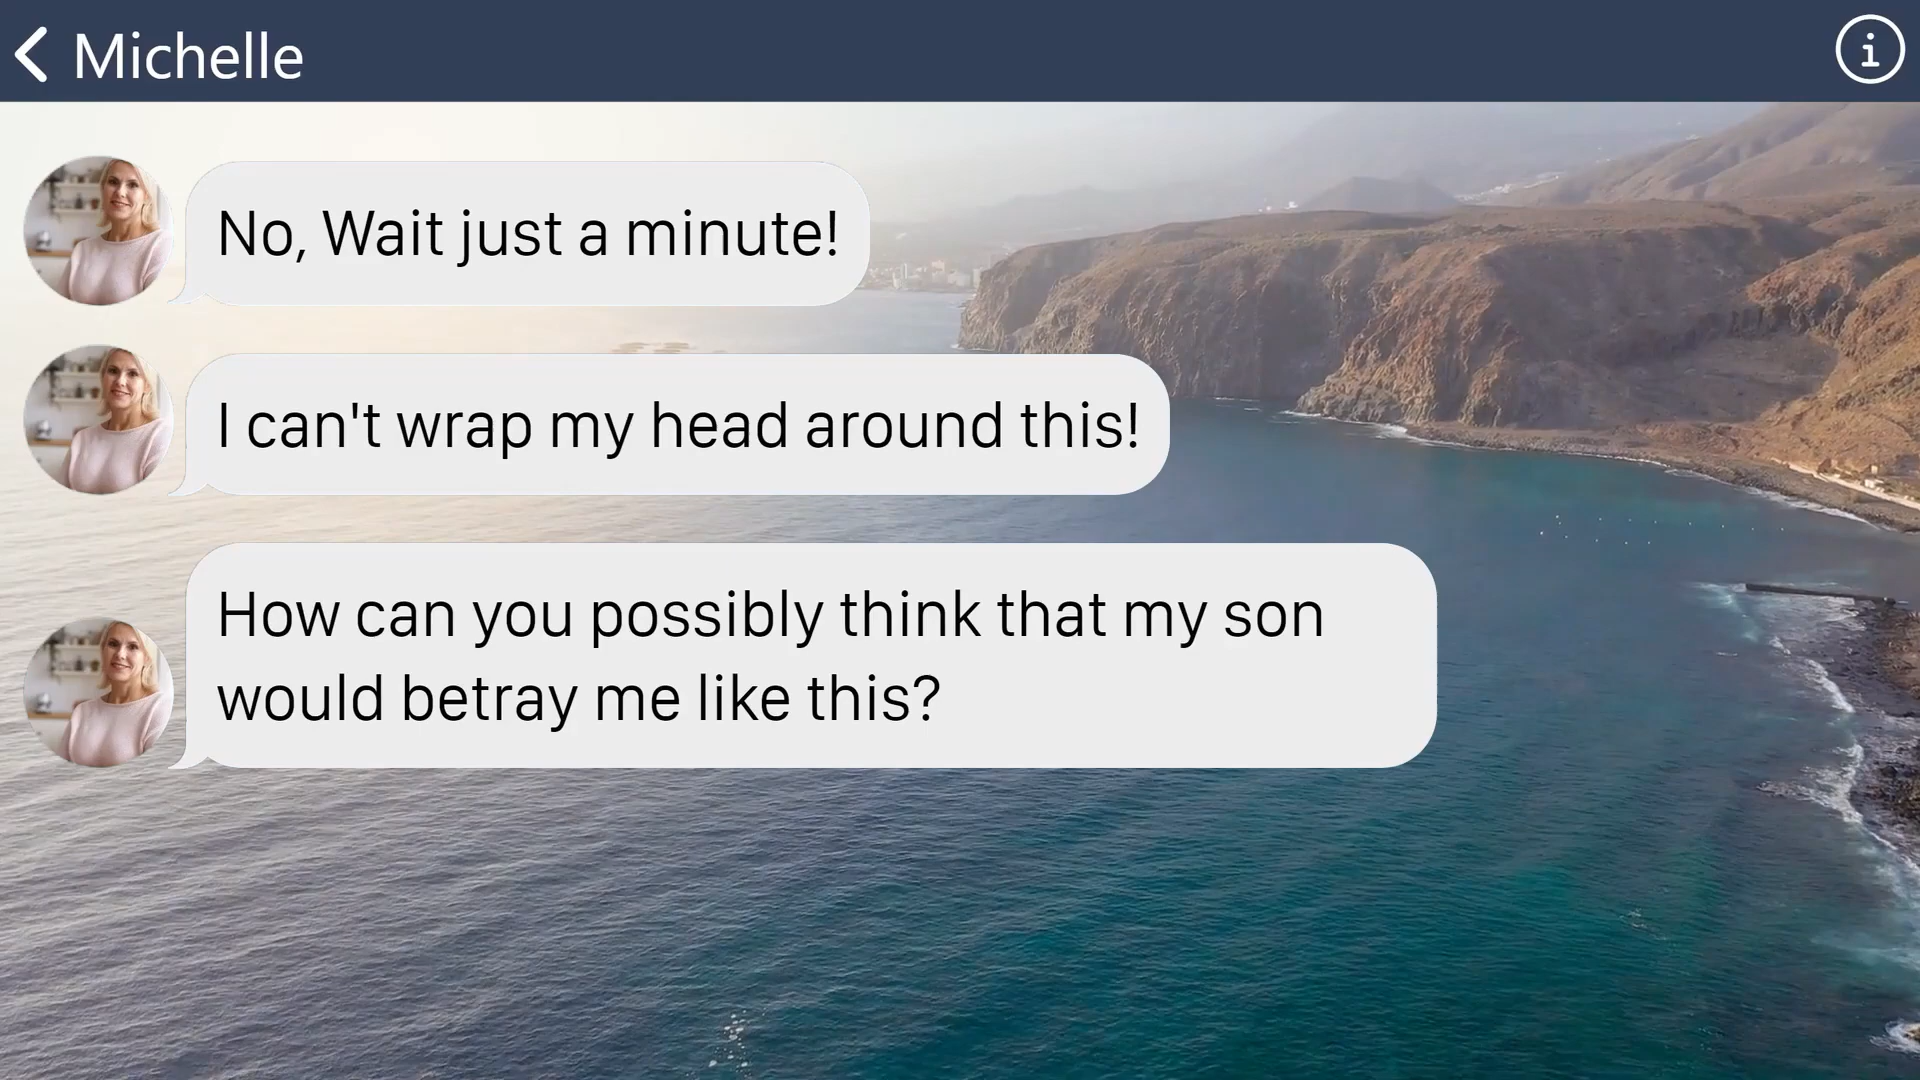 Michelle
No, Wait just a minute!
I can't wrap my head around this!
How can you possibly think that my son
would betray me like this?